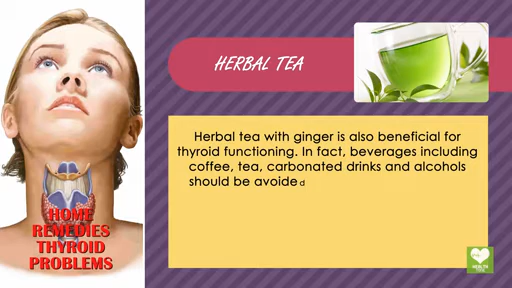 HERBAL TEA
Herbal tea with ginger is also beneficial for
thyroid functioning. In fact, beverages including
coffee, tea, carbonated drinks and alcohols
should be avoided
HOME
REMEDIES
THYROID
PROBLEMS
HEALTH